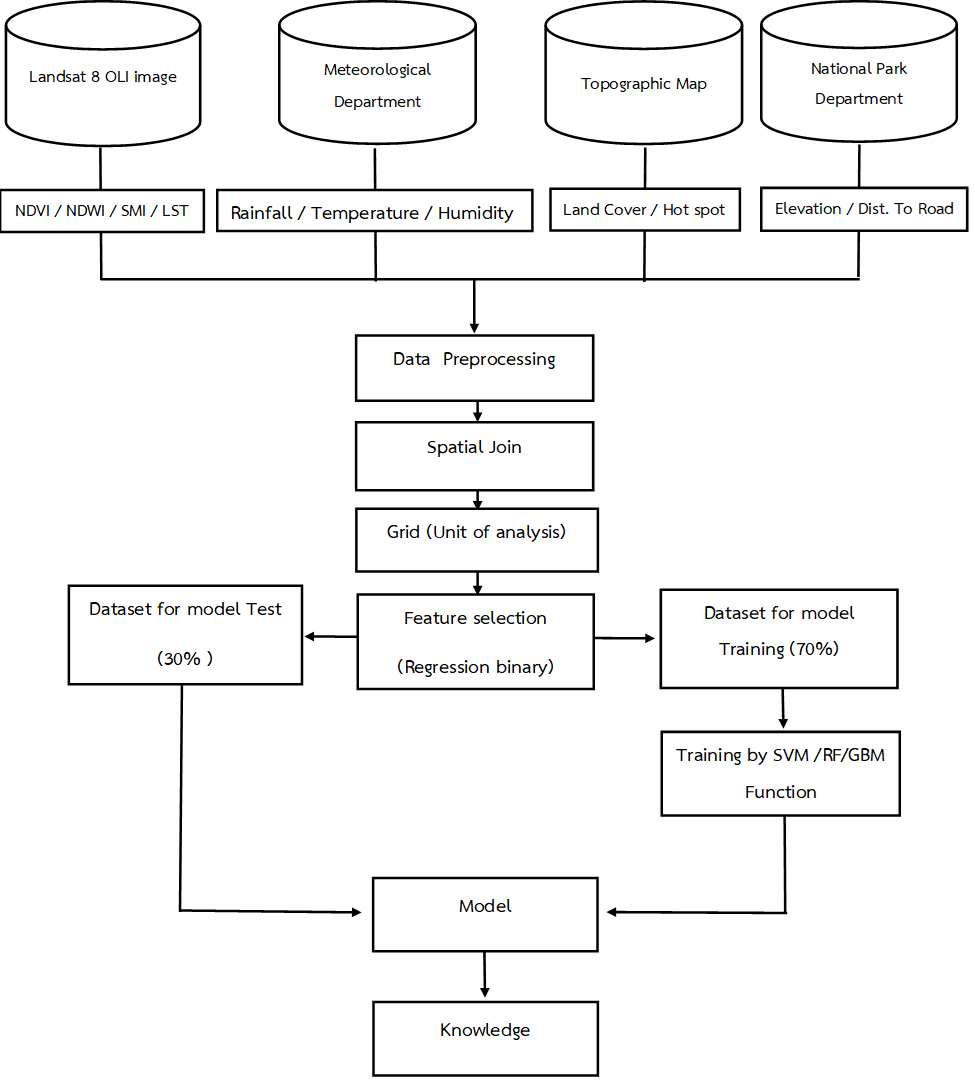 Landsat 8 OLI image
Meteorological
Department
Topographic Map
National Park
Department
NDVI / NDWI / SMI / LST
Rainfall / Temperature / Humidity
Land Cover / Hot spot
Elevation / Dist. To Road
Data Preprocessing
Spatial Join
Grid (Unit of analysis)
Dataset for model Test
(30% )
Feature selection
(Regression binary)
Dataset for model
Training (70%)
Training by SVM /RF/GBM
Function
Model
Knowledge